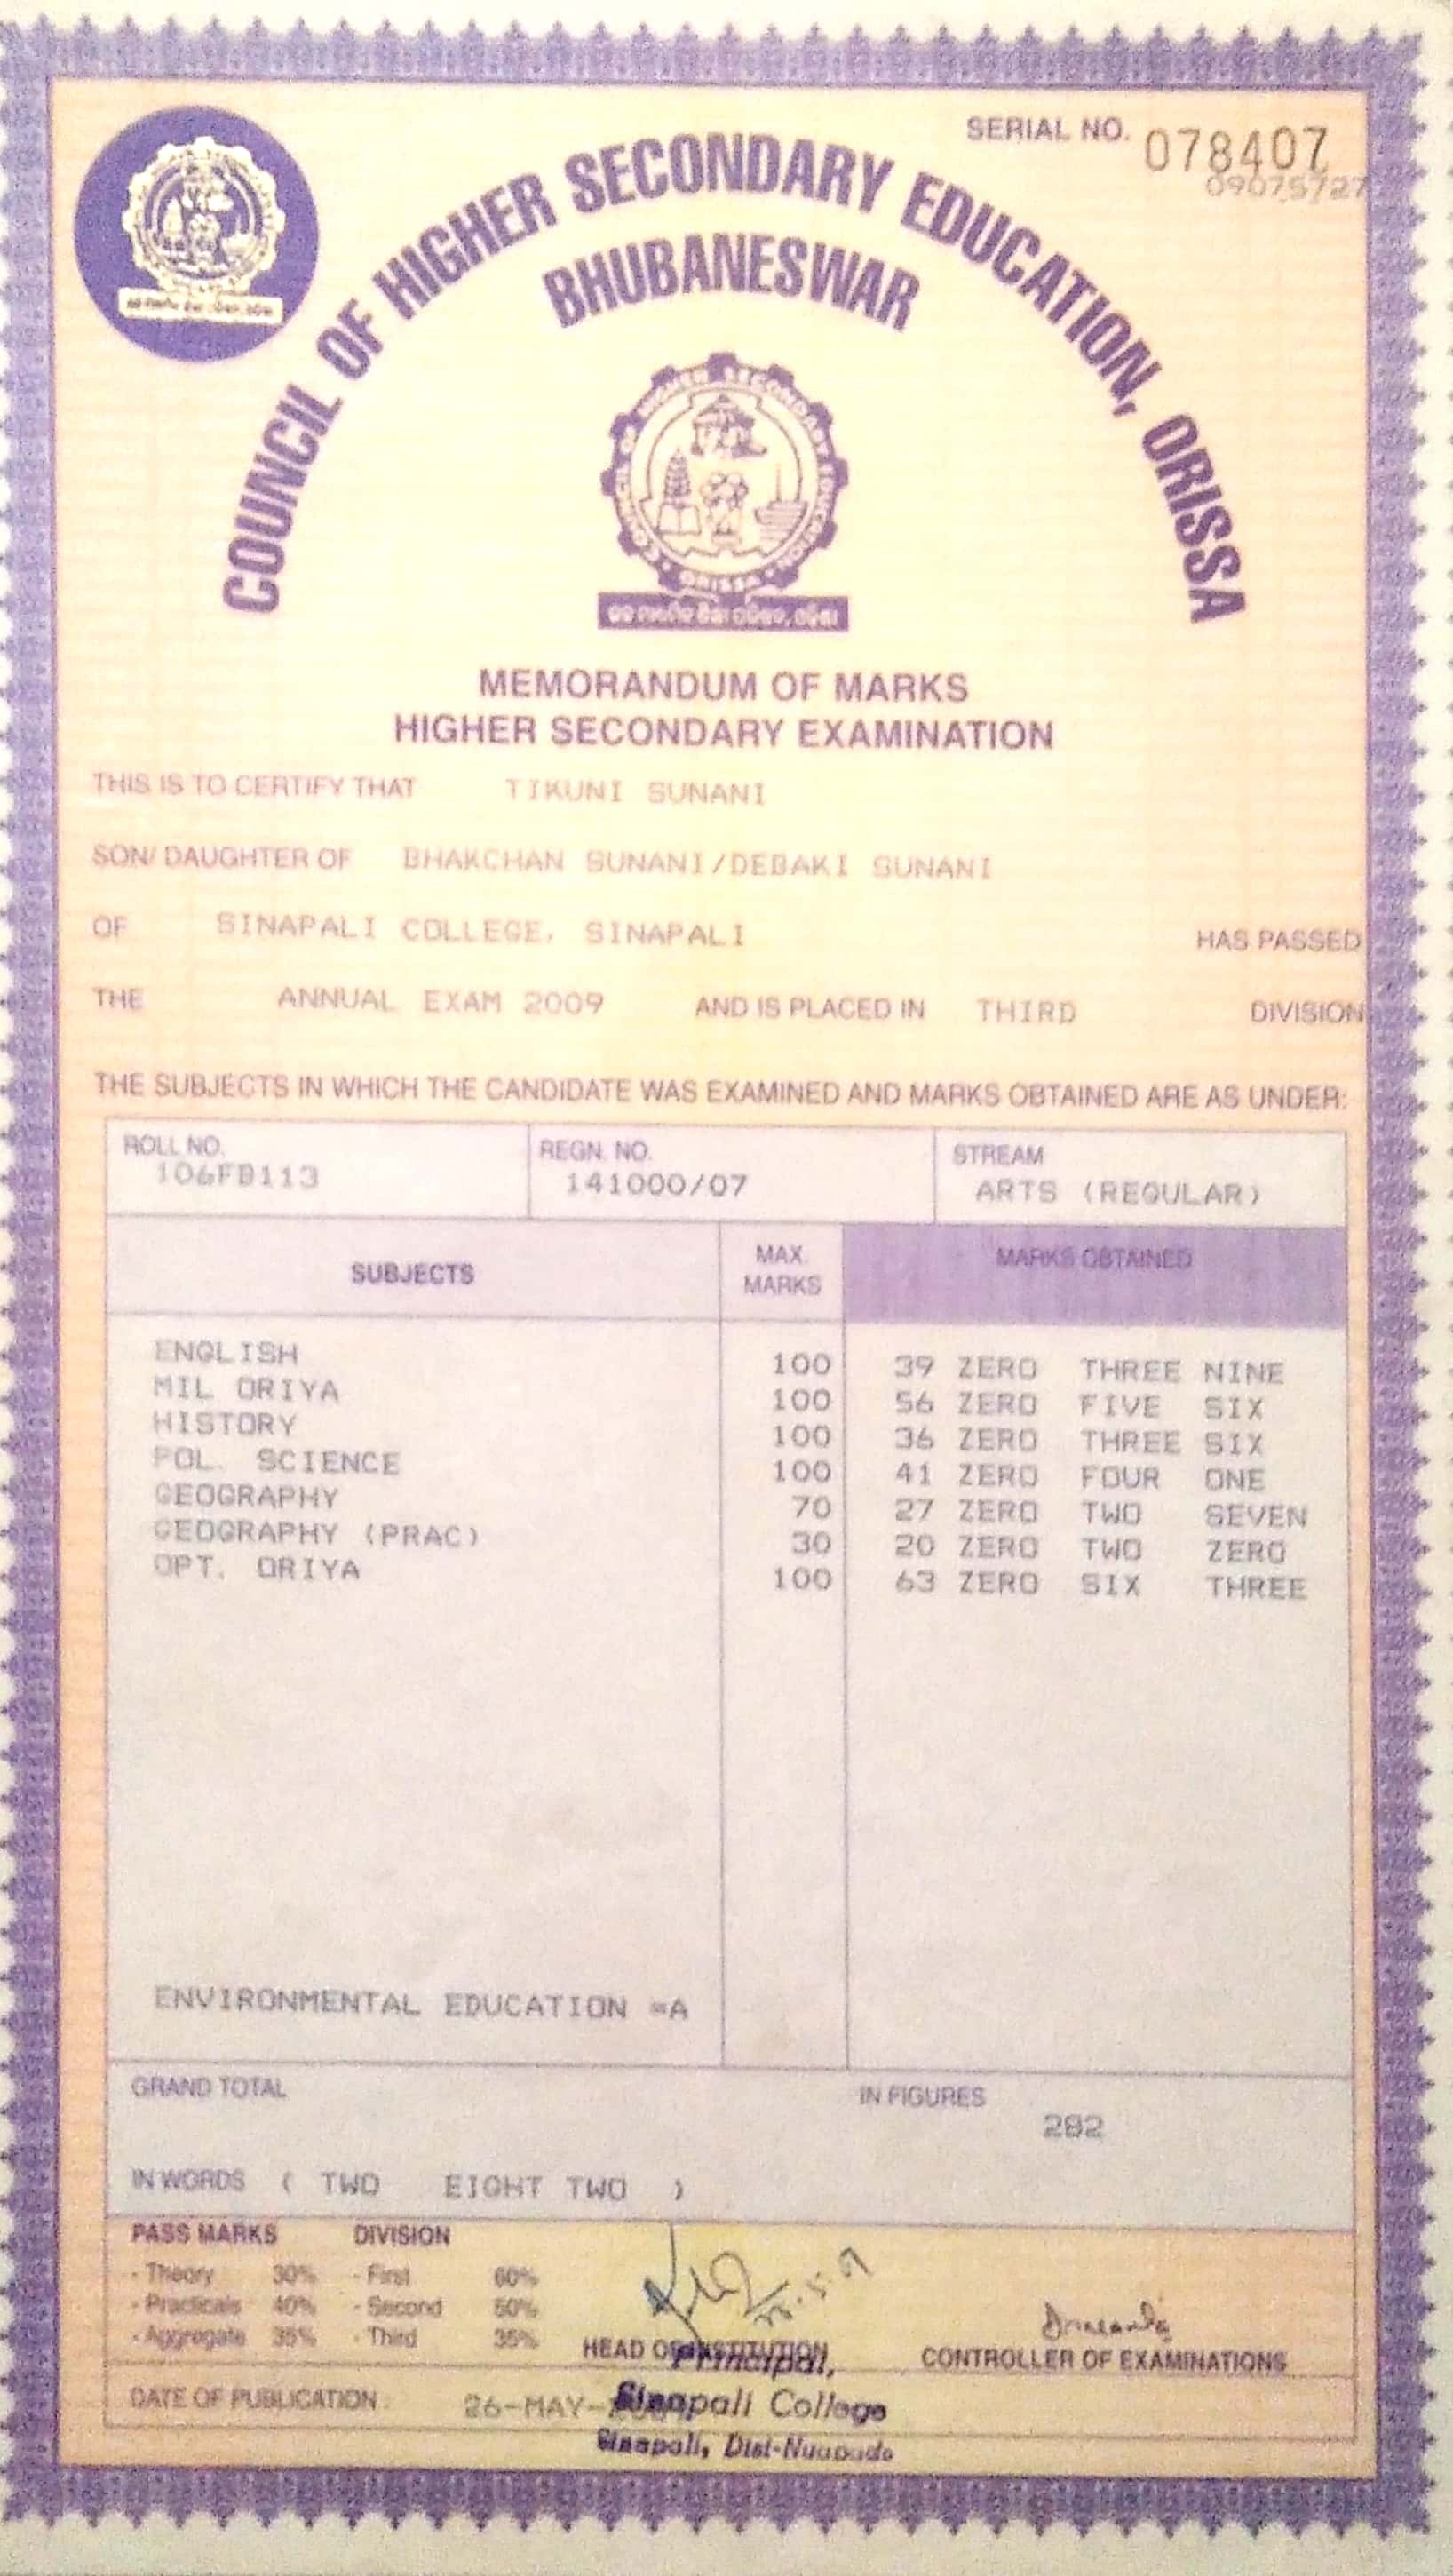 SERIAL NO. 078407
09075727
COUNCIL OF HIGHER SECONDARY EDUCATION, ORISSA
BHUBANESWAR
COUNCIL OF HIGHER SECONDARY EDUCATION • ORISSA •
MEMORANDUM OF MARKS
HIGHER SECONDARY EXAMINATION
THIS IS TO CERTIFY THAT TIKUNI SUNANI
SON/ DAUGHTER OF BHAKCHAN SUNANI/DEBAKI SUNANI
OF SINAPALI COLLEGE, SINAPALI HAS PASSED
THE ANNUAL EXAM 2009 AND IS PLACED IN THIRD DIVISION
THE SUBJECTS IN WHICH THE CANDIDATE WAS EXAMINED AND MARKS OBTAINED ARE AS UNDER:
ROLL NO. REGN. NO. STREAM
106FB113 141000/07 ARTS (REGULAR)
SUBJECTS MAX. MARKS MARKS OBTAINED
ENGLISH 100 39 ZERO THREE NINE
MIL ORIYA 100 56 ZERO FIVE SIX
HISTORY 100 36 ZERO THREE SIX
POL. SCIENCE 100 41 ZERO FOUR ONE
GEOGRAPHY 70 27 ZERO TWO SEVEN
GEOGRAPHY (PRAC) 30 20 ZERO TWO ZERO
OPT. ORIYA 100 63 ZERO SIX THREE
ENVIRONMENTAL EDUCATION =A
GRAND TOTAL IN FIGURES
282
IN WORDS ( TWO EIGHT TWO )
PASS MARKS DIVISION
- Theory 30% - First 60%
- Practicals 40% - Second 50%
- Aggregate 35% - Third 35%
HEAD OF INSTITUTION CONTROLLER OF EXAMINATIONS
Principal,
DATE OF PUBLICATION : 26-MAY- Sinapali College
Sinapali, Dist-Nuapada